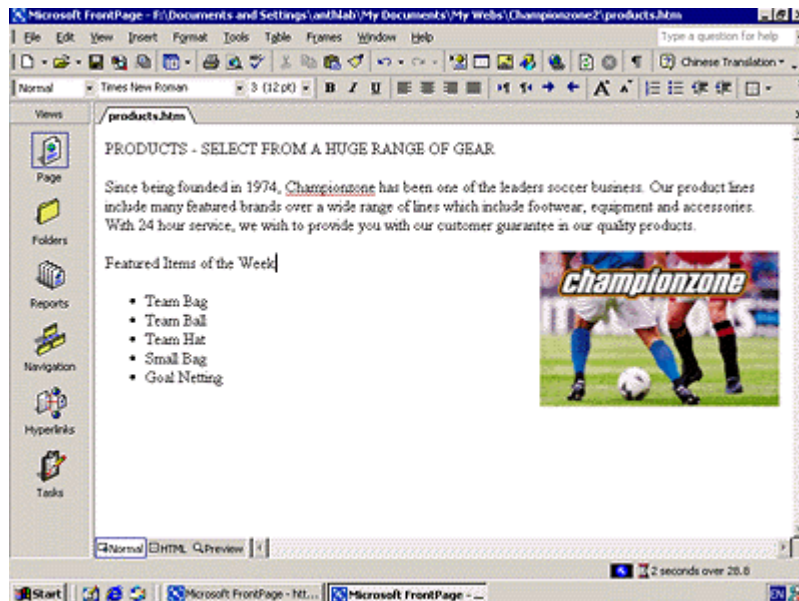 Microsoft FrontPage - F:\Documents and Settings\anthlab\My Documents\My Webs\Championzone2\products.htm
File Edit View Insert Format Tools Table Frames Window Help Type a question for help
Chinese Translation
Normal Times New Roman 3 (12 pt) B I U A A
Views products.htm
Page
Folders
Reports
Navigation
Hyperlinks
Tasks
PRODUCTS - SELECT FROM A HUGE RANGE OF GEAR
Since being founded in 1974, Championzone has been one of the leaders soccer business. Our product lines
include many featured brands over a wide range of lines which include footwear, equipment and accessories.
With 24 hour service, we wish to provide you with our customer guarantee in our quality products.
Featured Items of the Week
• Team Bag
• Team Ball
• Team Hat
• Small Bag
• Goal Netting
championzone
Normal HTML Preview
2 seconds over 28.8
Start Microsoft FrontPage - htt... Microsoft FrontPage - ... EN